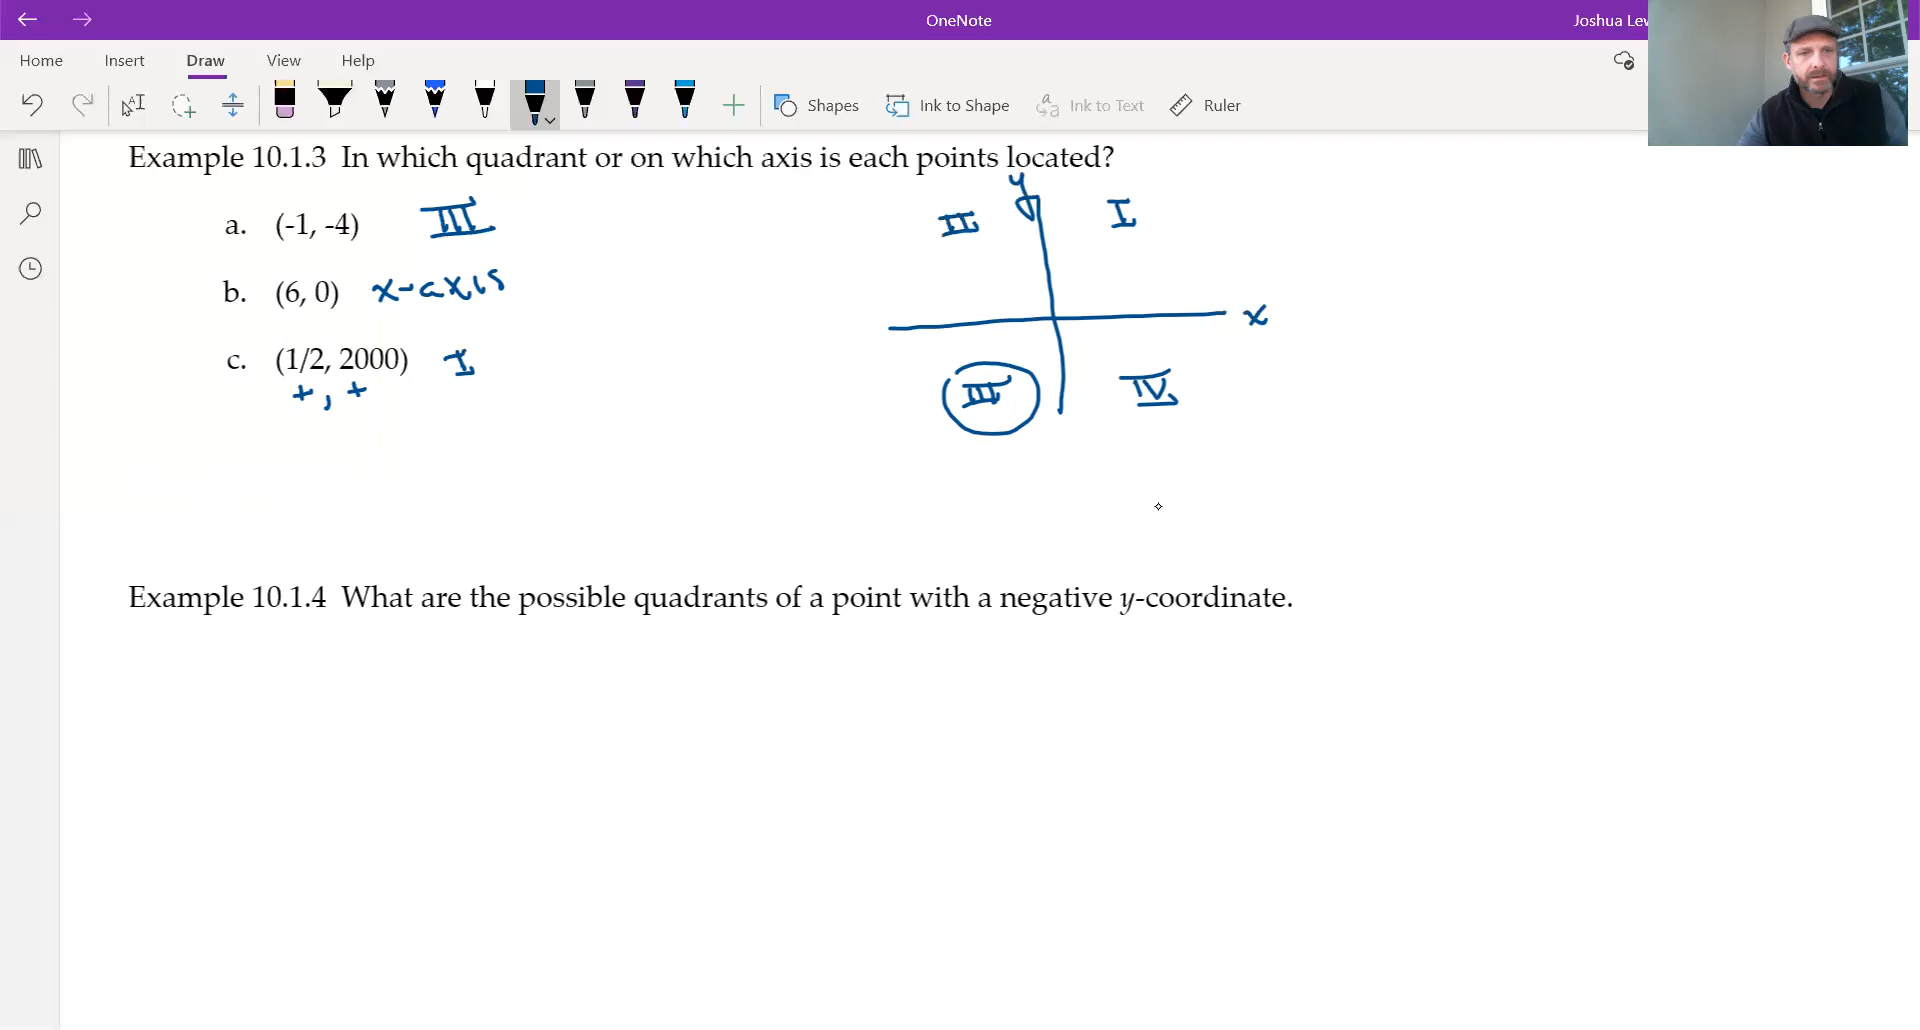 OneNote
Joshua Lew
Home Insert Draw View Help
Shapes Ink to Shape Ink to Text Ruler
Example 10.1.3 In which quadrant or on which axis is each points located?
a. (-1, -4) III
b. (6, 0) x-axis
c. (1/2, 2000) I
+, +
y
II I
x
III IV
Example 10.1.4 What are the possible quadrants of a point with a negative y-coordinate.